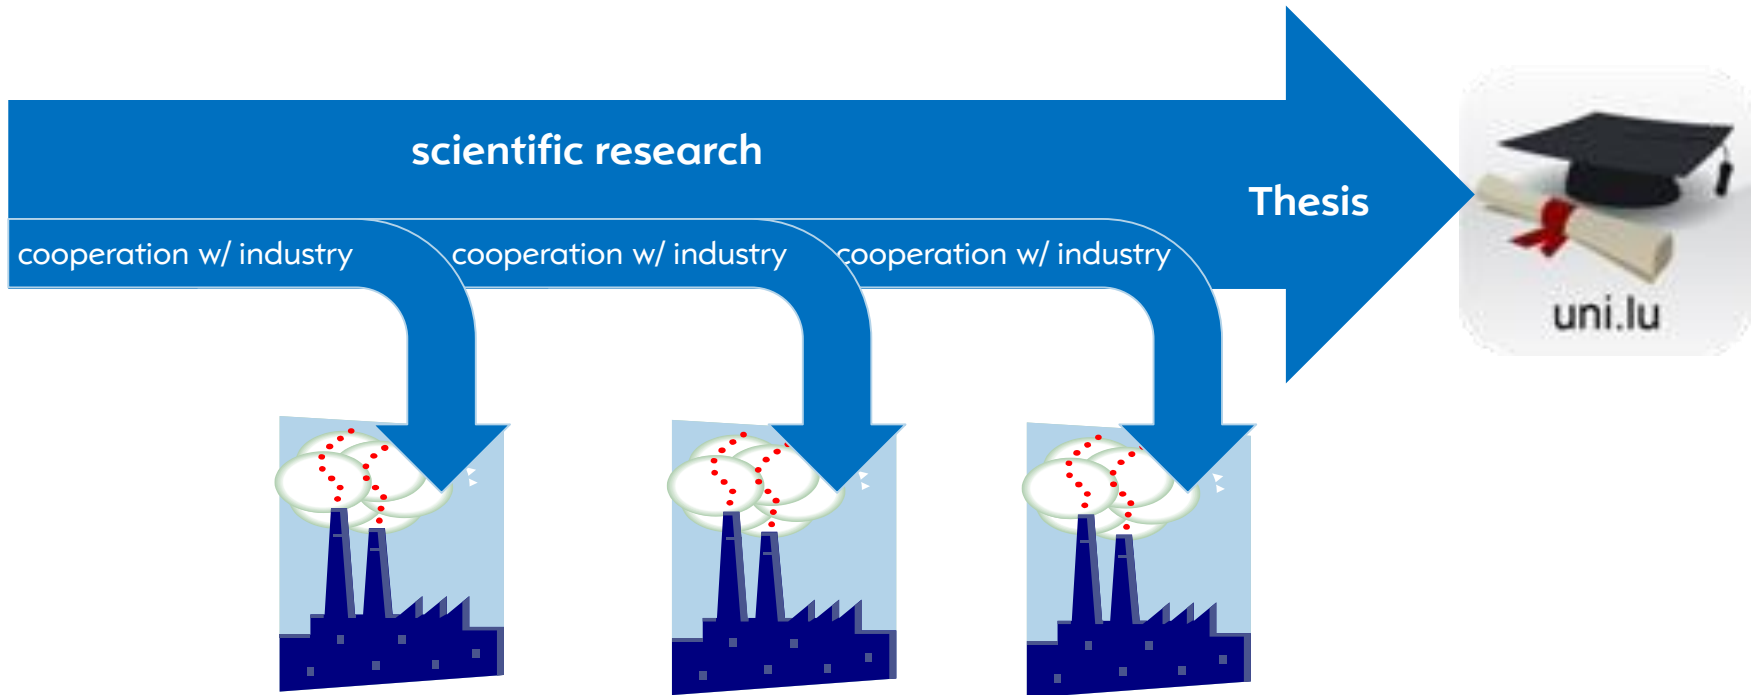 scientific research
Thesis
cooperation w/ industry
cooperation w/ industry
cooperation w/ industry
uni.lu